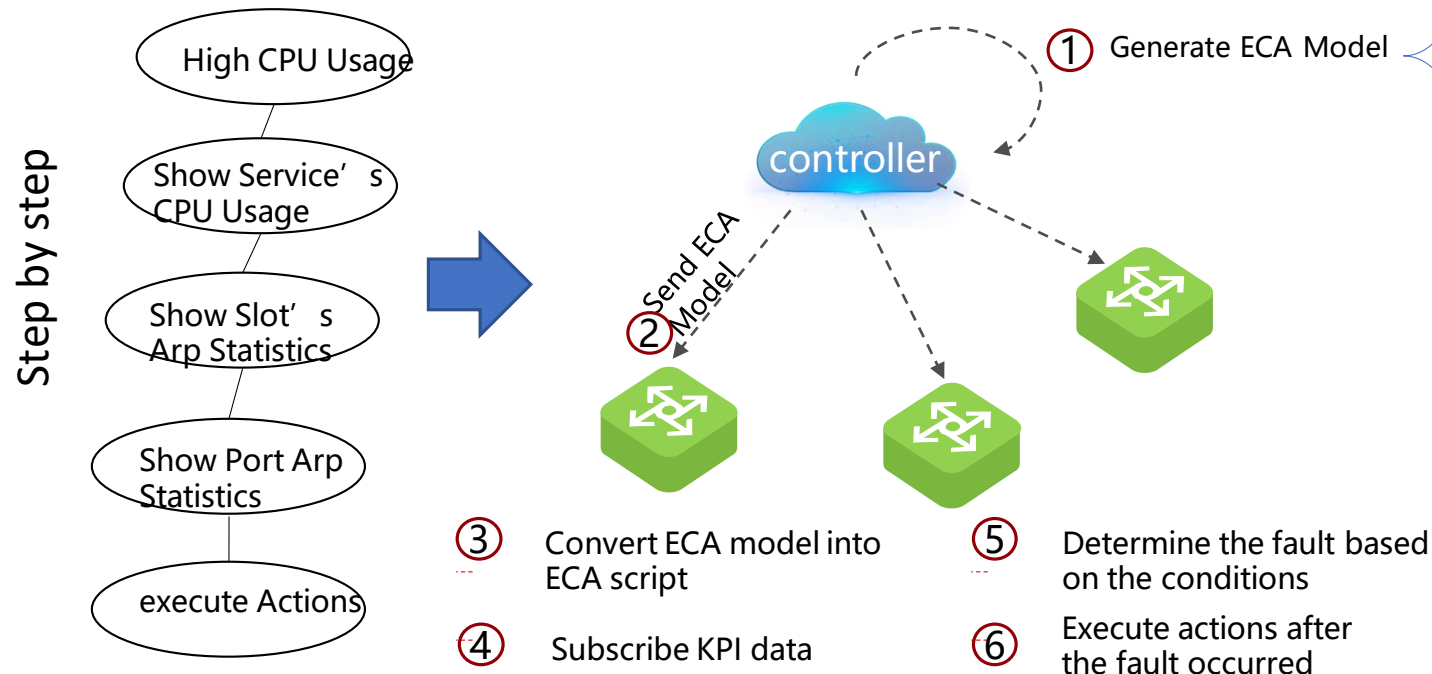 Step by step
High CPU Usage
Show Service’s
CPU Usage
Show Slot’s
Arp Statistics
Show Port Arp
Statistics
execute Actions
1 Generate ECA Model
controller
2 Send ECA
Model
3 Convert ECA model into
ECA script
4 Subscribe KPI data
5 Determine the fault based
on the conditions
6 Execute actions after
the fault occurred